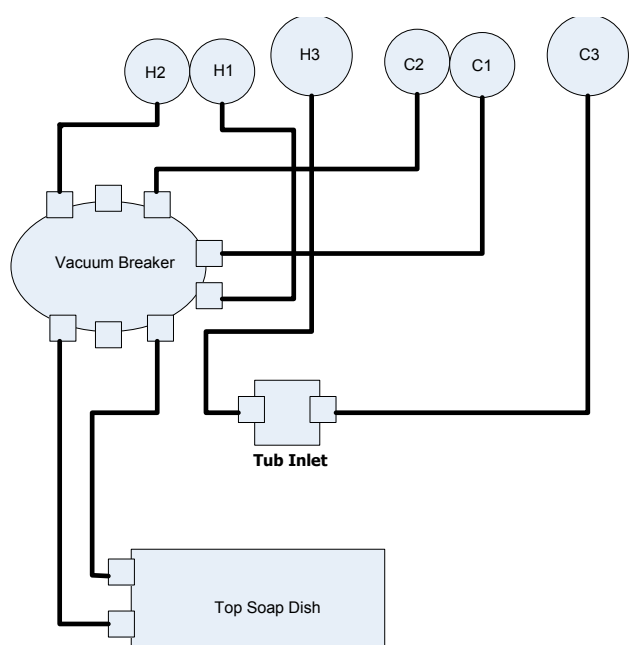 H2
H1
H3
C2
C1
C3
Vacuum Breaker
Tub Inlet
Top Soap Dish